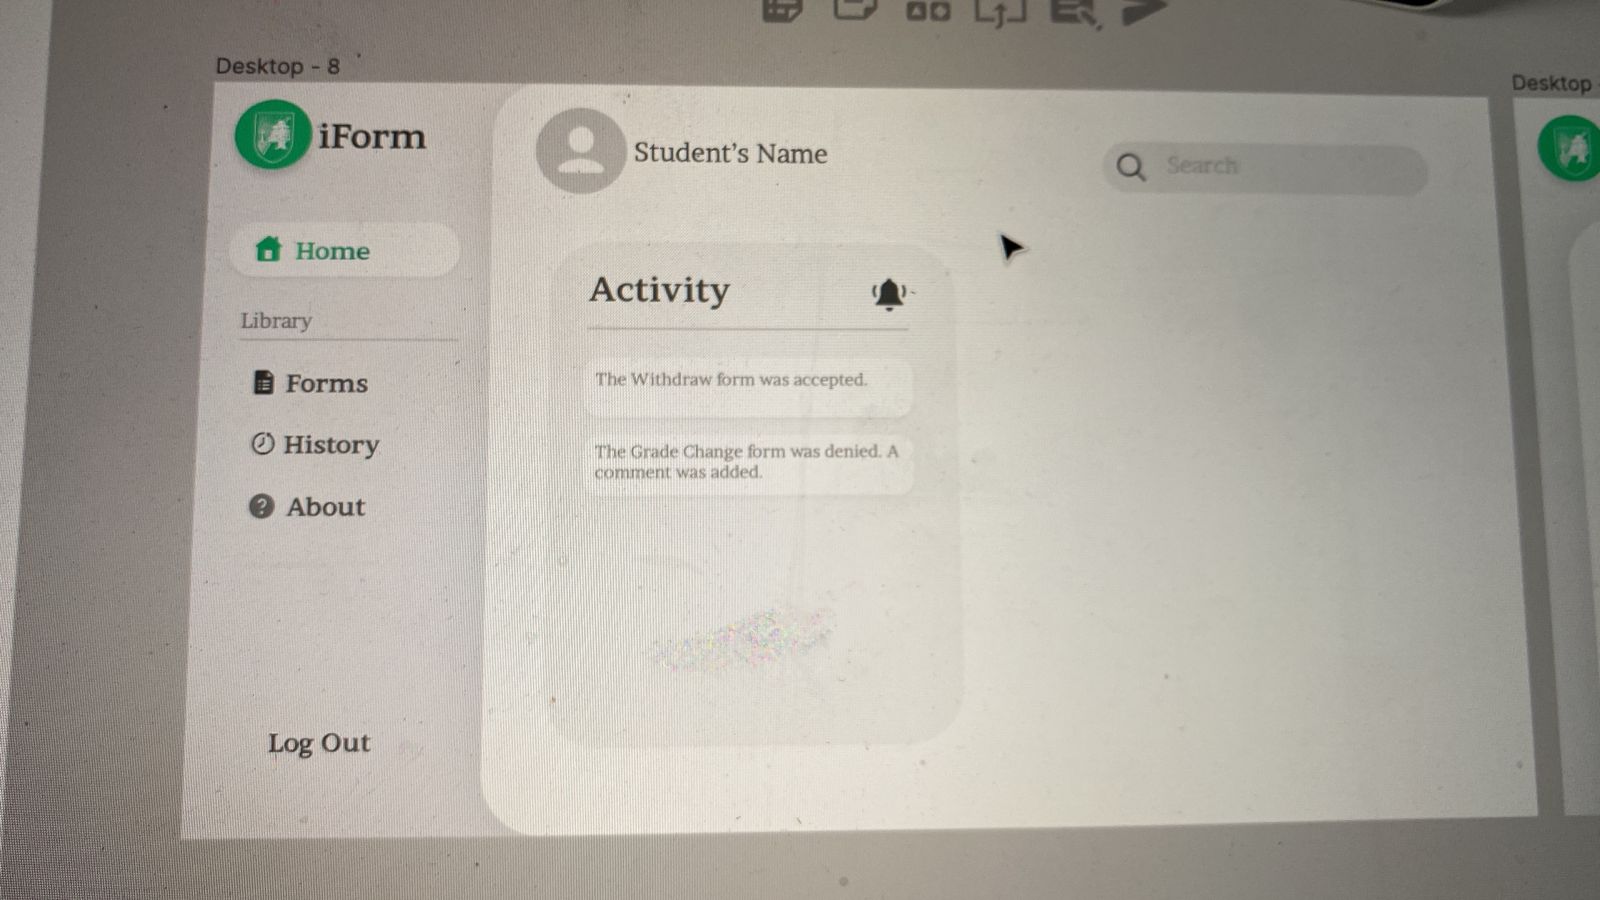 Desktop - 8
Desktop
iForm
Student's Name
Search
Home
Activity
Library
The Withdraw form was accepted.
Forms
History
The Grade Change form was denied. A
comment was added.
About
Log Out